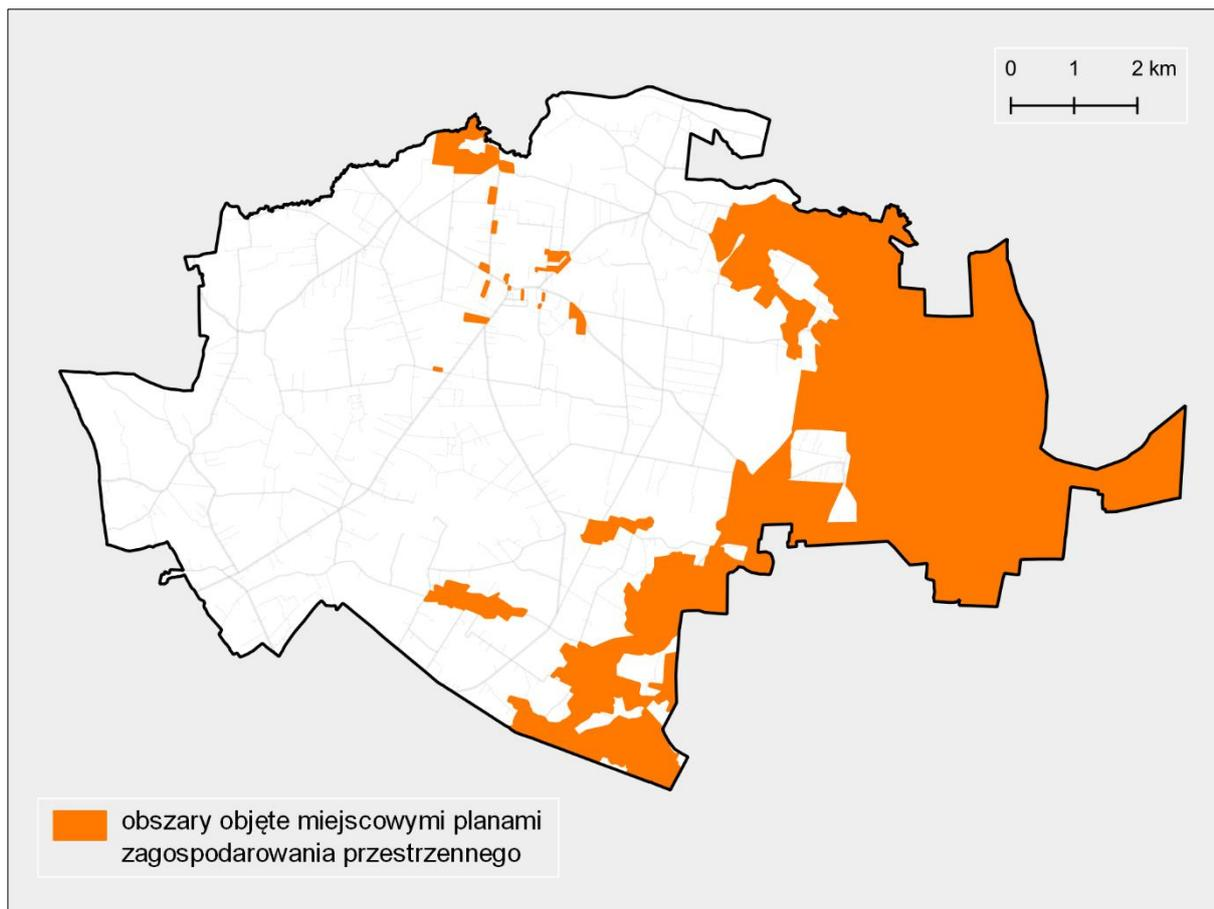 0 1 2 km
obszary objęte miejscowymi planami
zagospodarowania przestrzennego